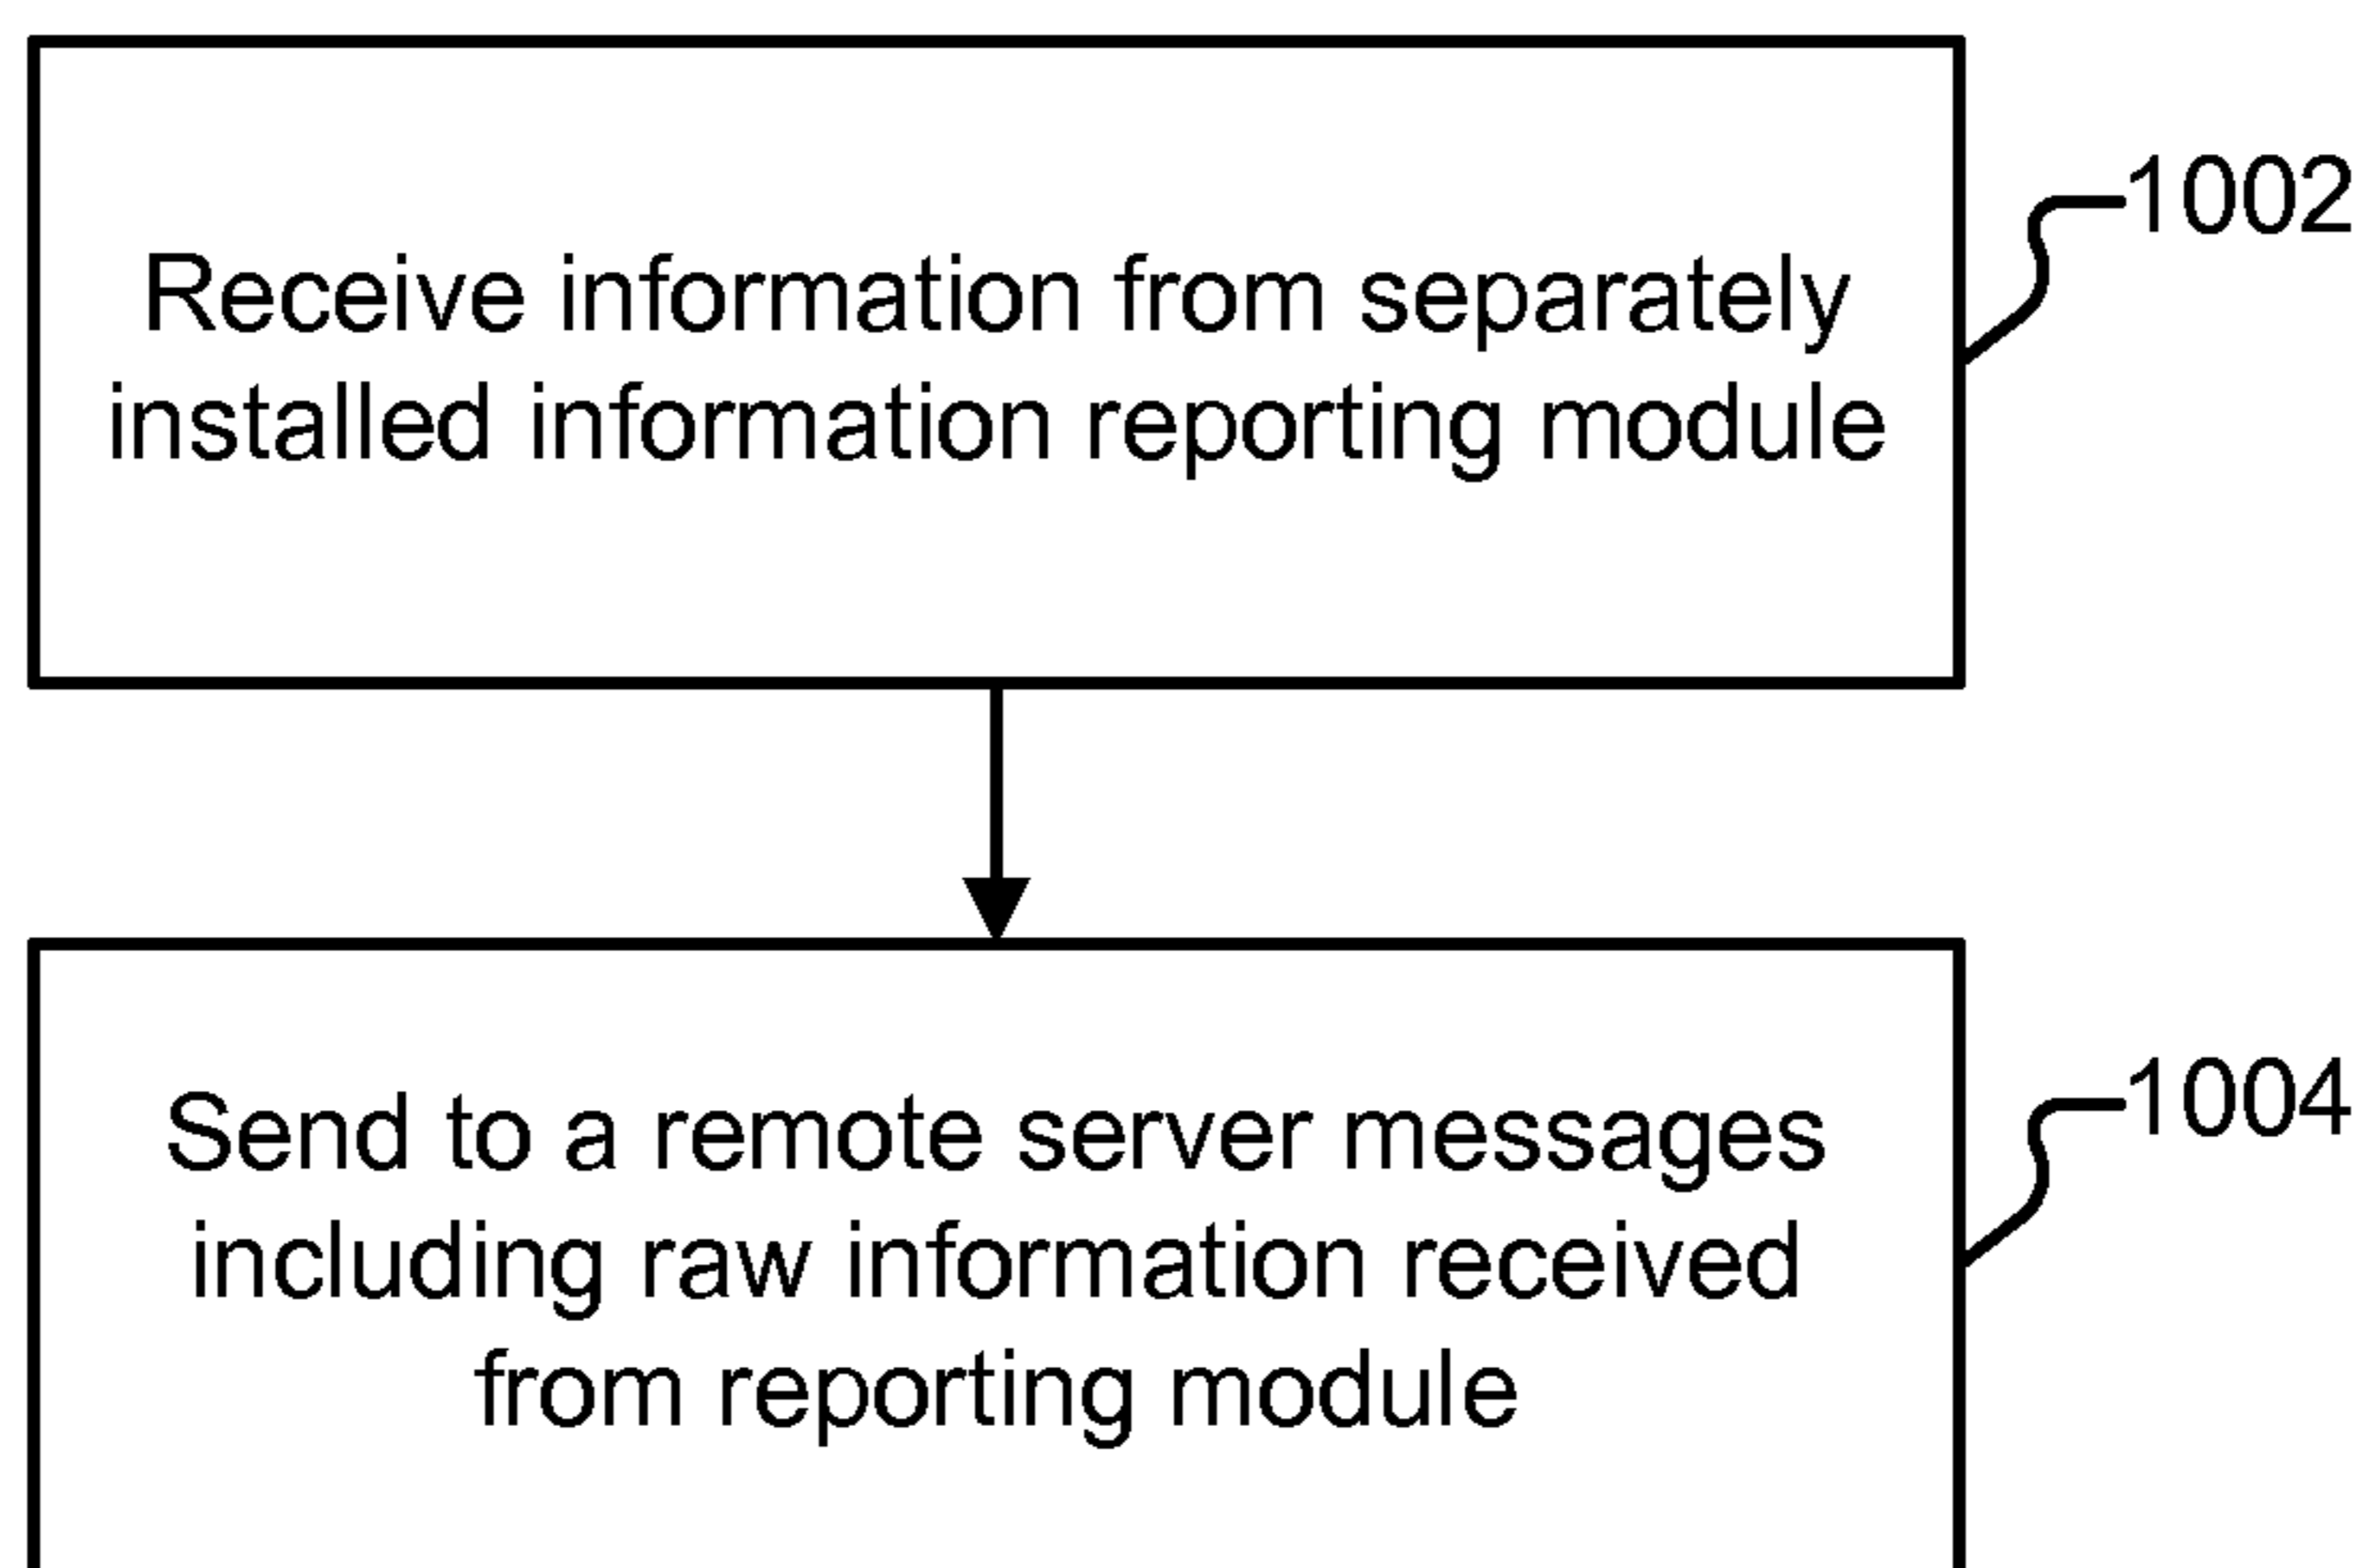 1002
Receive information from separately
installed information reporting module
1004
Send to a remote server messages
including raw information received
from reporting module